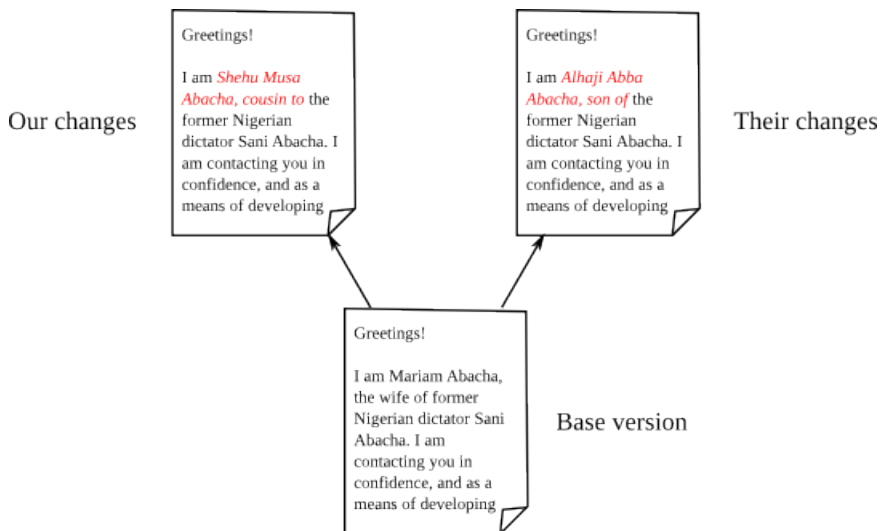 Greetings!
I am Shehu Musa
Abacha, cousin to the
former Nigerian
dictator Sani Abacha. I
am contacting you in
confidence, and as a
means of developing
Our changes
Greetings!
I am Alhaji Abba
Abacha, son of the
former Nigerian
dictator Sani Abacha. I
am contacting you in
confidence, and as a
means of developing
Their changes
Greetings!
I am Mariam Abacha,
the wife of former
Nigerian dictator Sani
Abacha. I am
contacting you in
confidence, and as a
means of developing
Base version